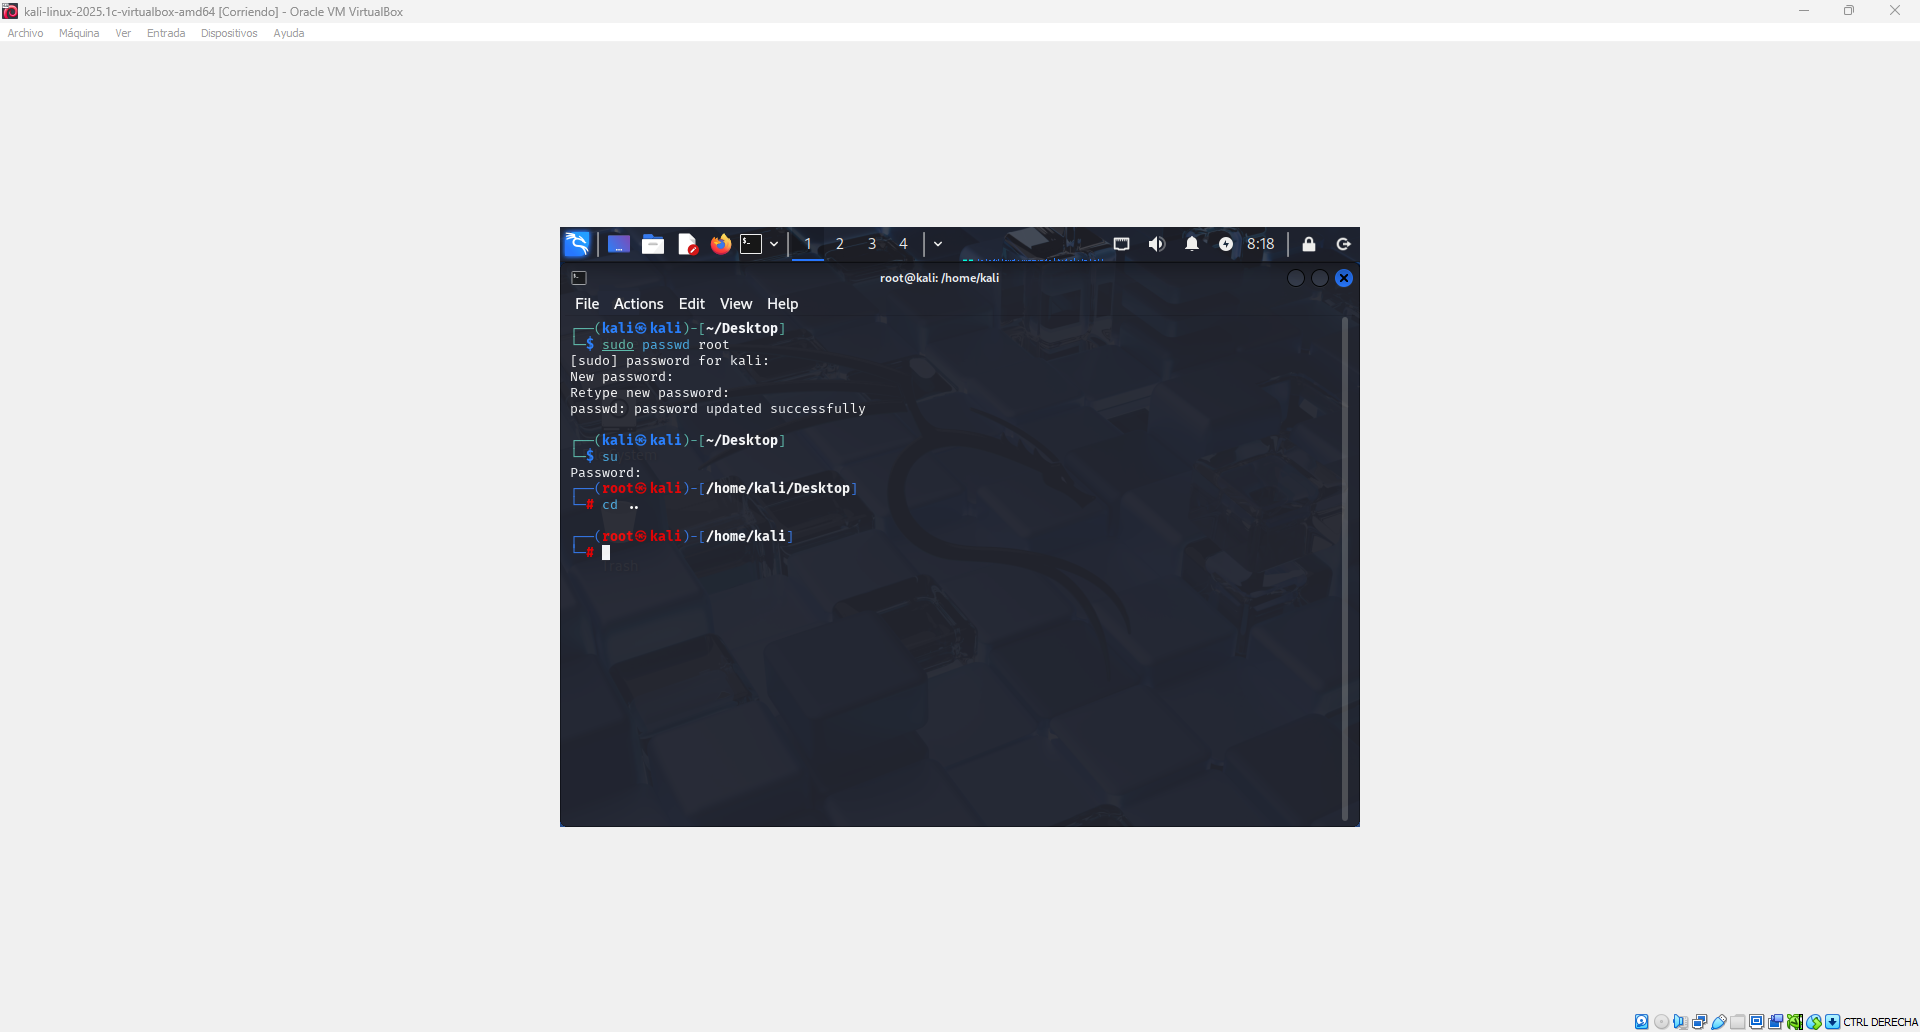 kali-linux-2025.1c-virtualbox-amd64 [Corriendo] - Oracle VM VirtualBox
Archivo Máquina Ver Entrada Dispositivos Ayuda
1 2 3 4 8:18
root@kali: /home/kali
File Actions Edit View Help
┌──(kali㉿kali)-[~/Desktop]
└─$ sudo passwd root
[sudo] password for kali:
New password:
Retype new password:
passwd: password updated successfully
┌──(kali㉿kali)-[~/Desktop]
└─$ su
Password:
┌──(root㉿kali)-[/home/kali/Desktop]
└─# cd ..
┌──(root㉿kali)-[/home/kali]
└─#
Trash
CTRL DERECHA